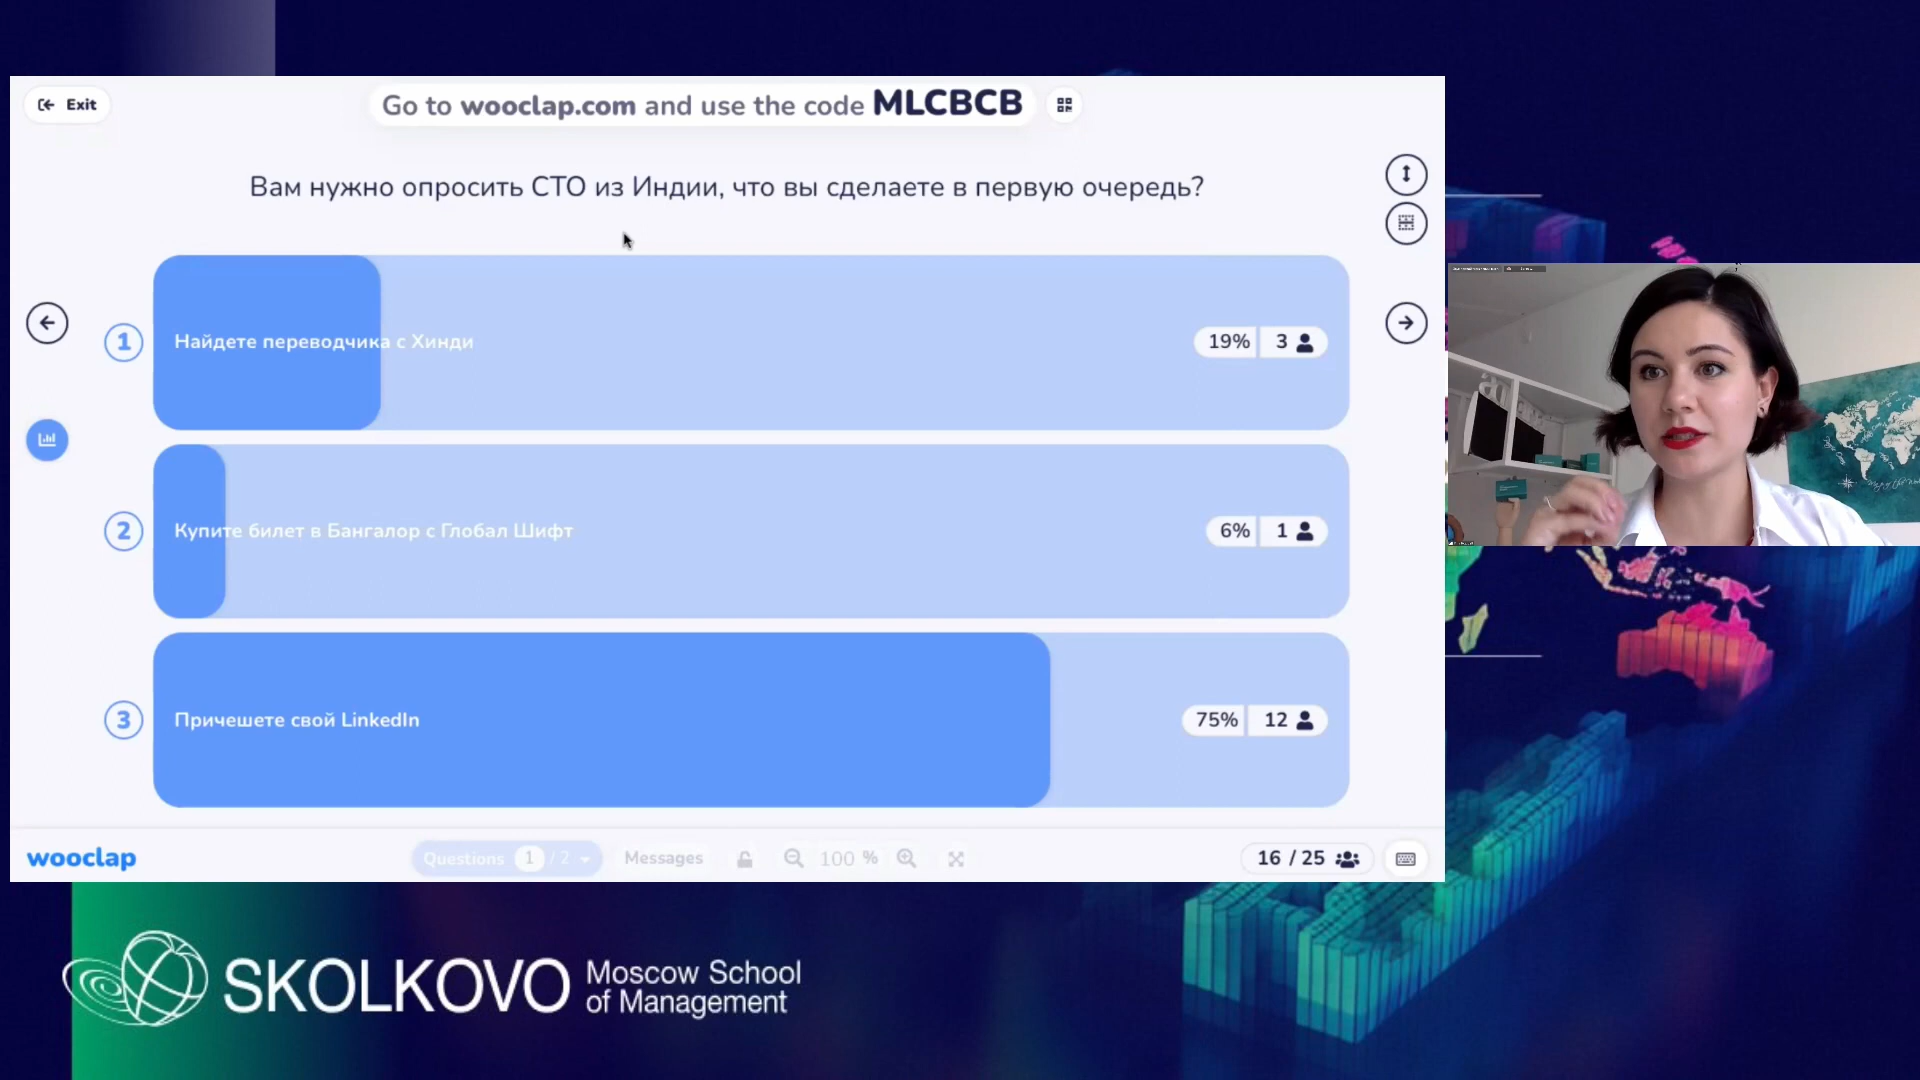 Exit
Go to wooclap.com and use the code MLCBCB
Вам нужно опросить СТО из Индии, что вы сделаете в первую очередь?
1
Найдете переводчика с Хинди
19% 3
2
Купите билет в Бангалор с Глобал Шифт
6% 1
3
Причешете свой LinkedIn
75% 12
wooclap
Questions 1 / 2
Messages
100 %
16 / 25
SKOLKOVO
Moscow School
of Management